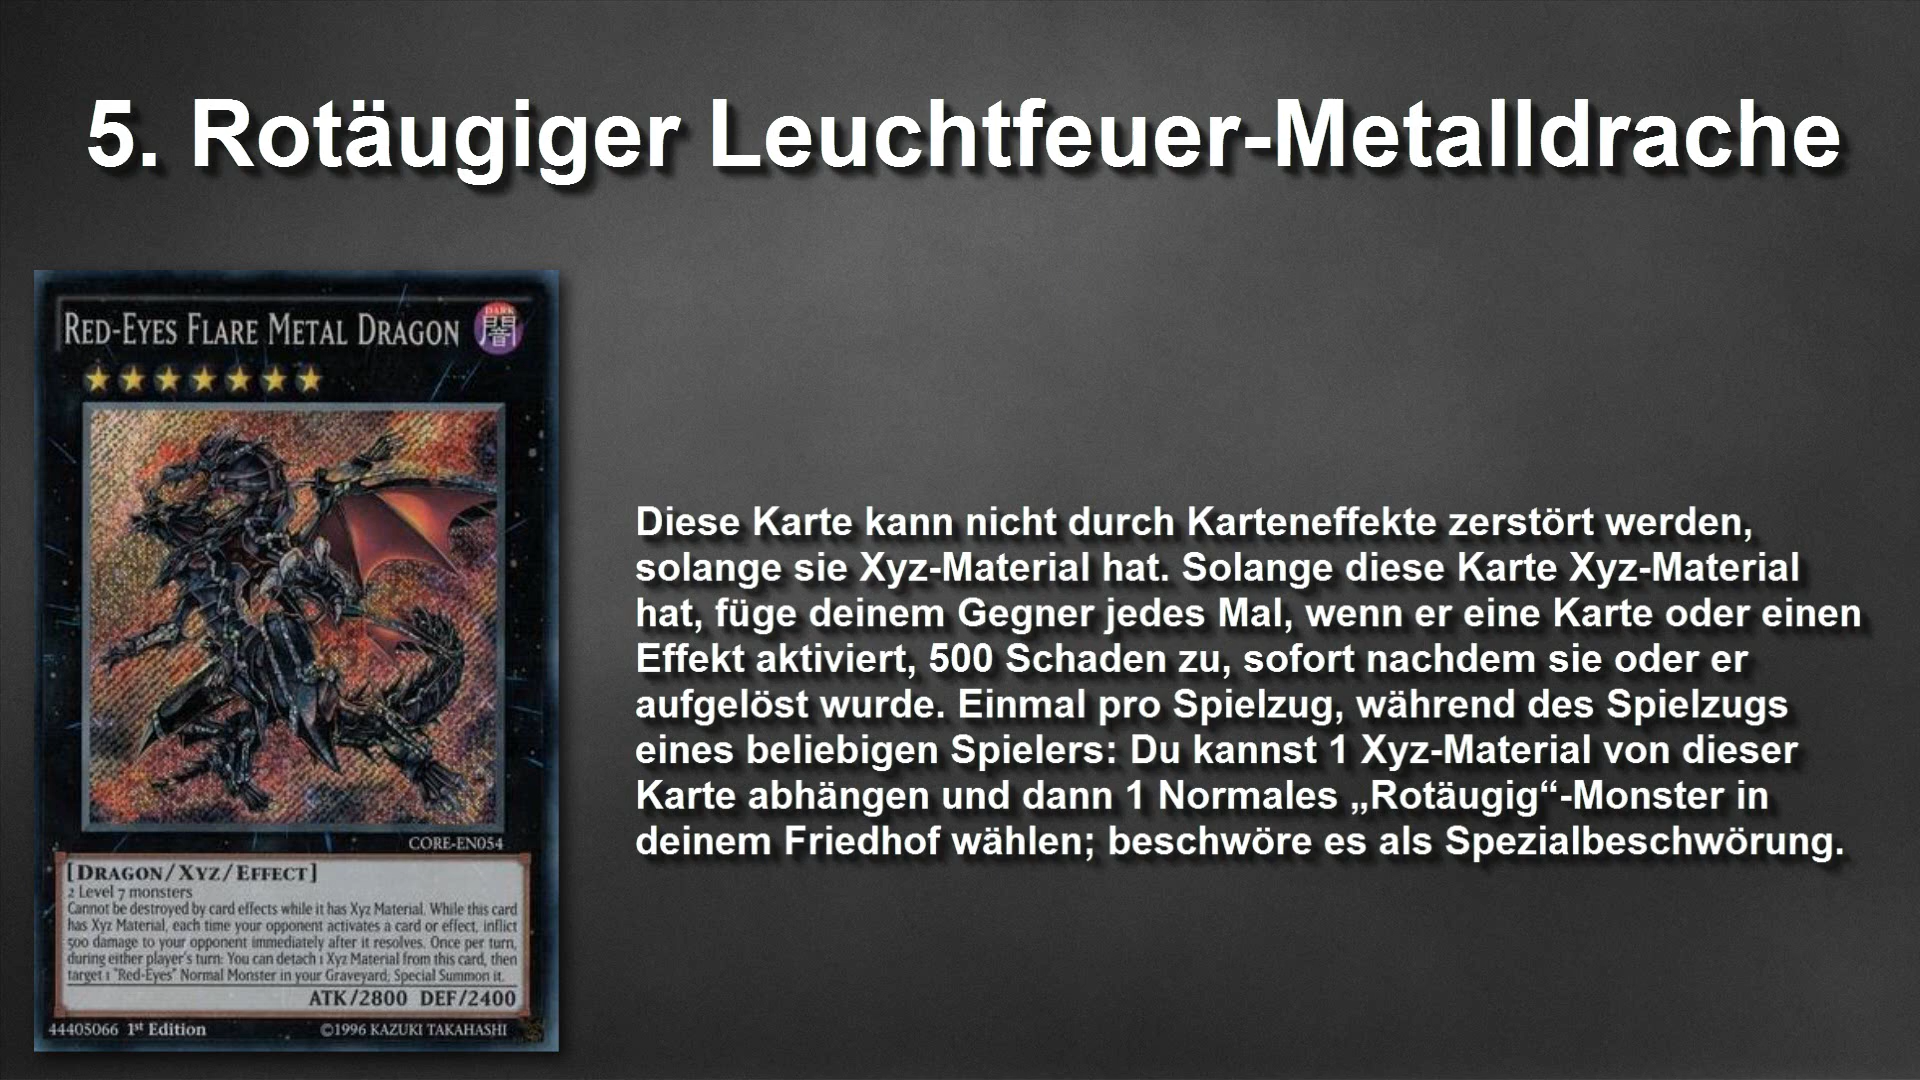 5. Rotäugiger Leuchtfeuer-Metalldrache
RED-EYES FLARE METAL DRAGON
DARK
闇
CORE-EN054
[DRAGON/XYZ/EFFECT]
2 Level 7 monsters
Cannot be destroyed by card effects while it has Xyz Material. While this card
has Xyz Material, each time your opponent activates a card or effect, inflict
500 damage to your opponent immediately after it resolves. Once per turn,
during either player's turn: You can detach 1 Xyz Material from this card, then
target 1 "Red-Eyes" Normal Monster in your Graveyard; Special Summon it.
ATK/2800 DEF/2400
44405066 1st Edition ©1996 KAZUKI TAKAHASHI
Diese Karte kann nicht durch Karteneffekte zerstört werden,
solange sie Xyz-Material hat. Solange diese Karte Xyz-Material
hat, füge deinem Gegner jedes Mal, wenn er eine Karte oder einen
Effekt aktiviert, 500 Schaden zu, sofort nachdem sie oder er
aufgelöst wurde. Einmal pro Spielzug, während des Spielzugs
eines beliebigen Spielers: Du kannst 1 Xyz-Material von dieser
Karte abhängen und dann 1 Normales „Rotäugig“-Monster in
deinem Friedhof wählen; beschwöre es als Spezialbeschwörung.